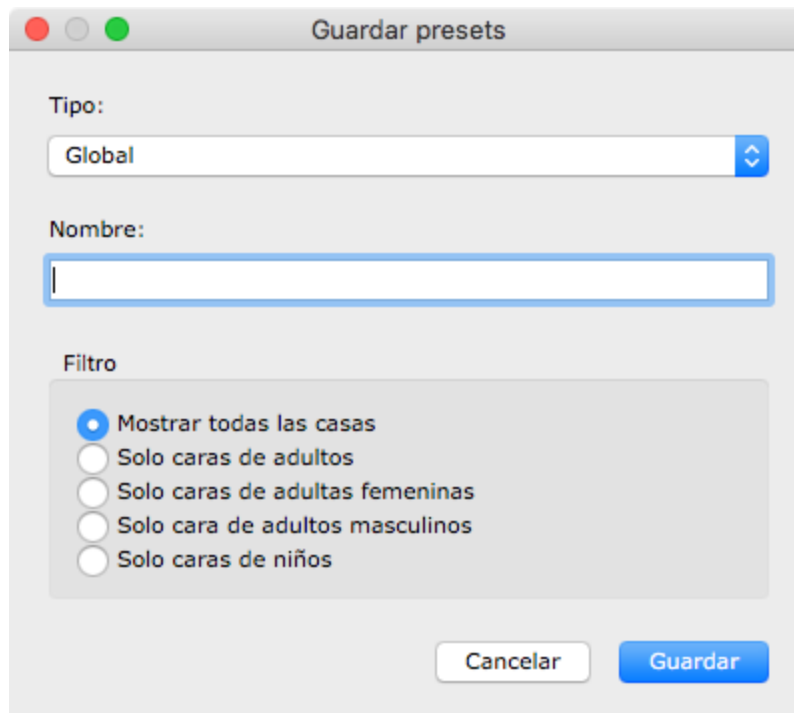 Guardar presets
Tipo:
Global
Nombre:
Filtro
Mostrar todas las casas
Solo caras de adultos
Solo caras de adultas femeninas
Solo cara de adultos masculinos
Solo caras de niños
Cancelar
Guardar